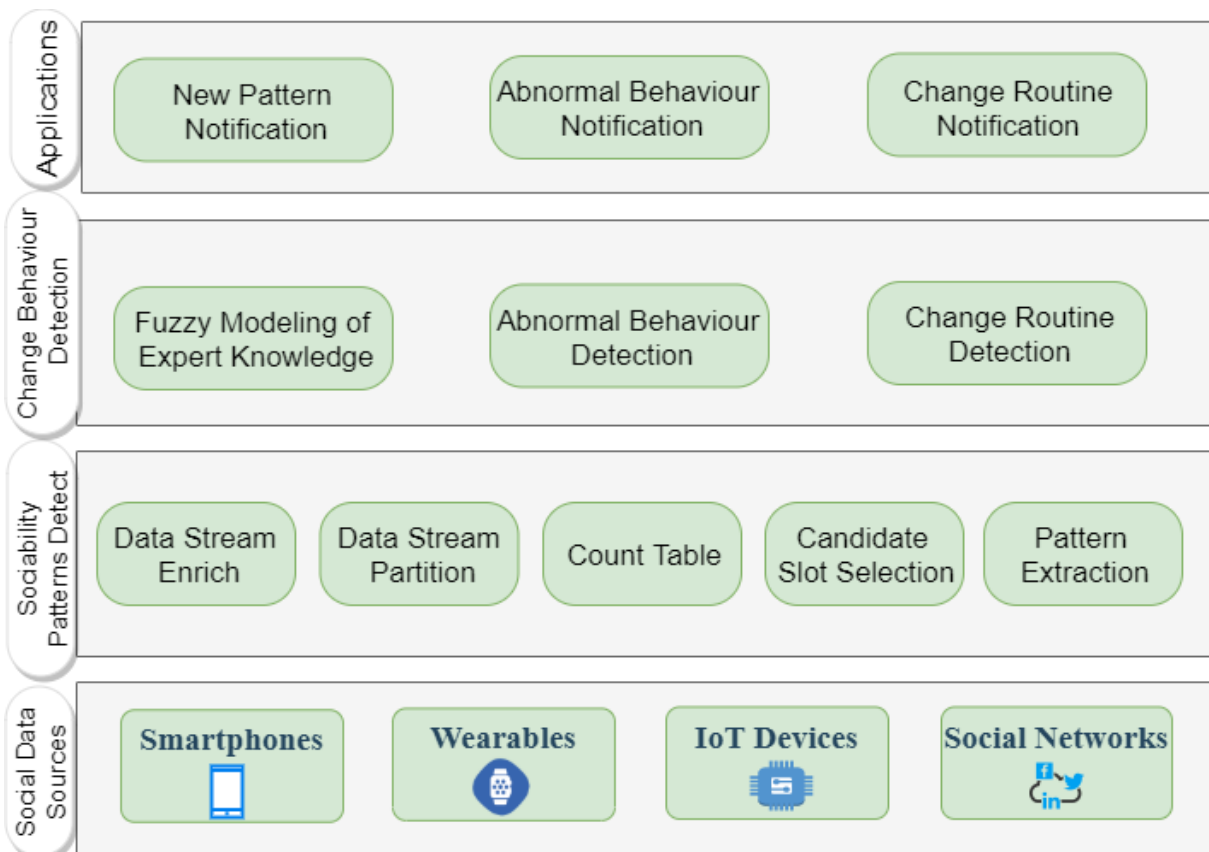 Applications
New Pattern
Notification
Abnormal Behaviour
Notification
Change Routine
Notification
Change Behaviour
Detection
Fuzzy Modeling of
Expert Knowledge
Abnormal Behaviour
Detection
Change Routine
Detection
Sociability
Patterns Detect
Data Stream
Enrich
Data Stream
Partition
Count Table
Candidate
Slot Selection
Pattern
Extraction
Social Data
Sources
Smartphones
Wearables
IoT Devices
Social Networks
f
in